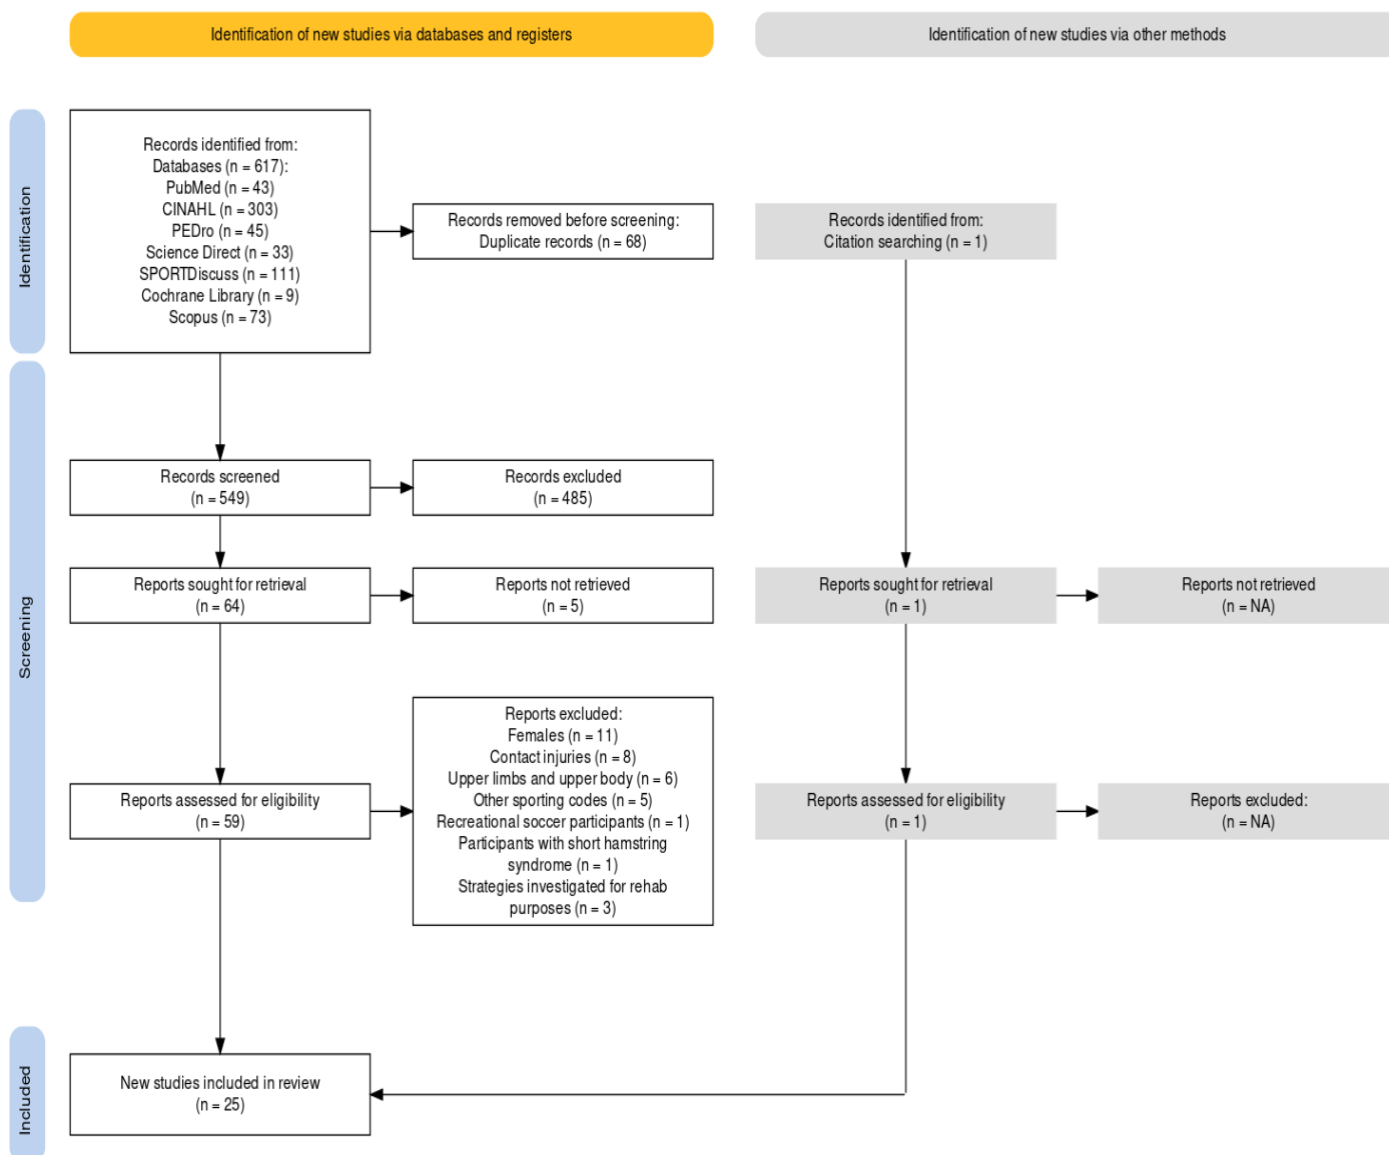 Identification of new studies via databases and registers
Identification of new studies via other methods
Identification
Records identified from:
Databases (n = 617):
PubMed (n = 43)
CINAHL (n = 303)
PEDro (n = 45)
Science Direct (n = 33)
SPORTDiscuss (n = 111)
Cochrane Library (n = 9)
Scopus (n = 73)
Records removed before screening:
Duplicate records (n = 68)
Records identified from:
Citation searching (n = 1)
Screening
Records screened
(n = 549)
Records excluded
(n = 485)
Reports sought for retrieval
(n = 64)
Reports not retrieved
(n = 5)
Reports sought for retrieval
(n = 1)
Reports not retrieved
(n = NA)
Reports assessed for eligibility
(n = 59)
Reports excluded:
Females (n = 11)
Contact injuries (n = 8)
Upper limbs and upper body (n = 6)
Other sporting codes (n = 5)
Recreational soccer participants (n = 1)
Participants with short hamstring
syndrome (n = 1)
Strategies investigated for rehab
purposes (n = 3)
Reports assessed for eligibility
(n = 1)
Reports excluded:
(n = NA)
Included
New studies included in review
(n = 25)